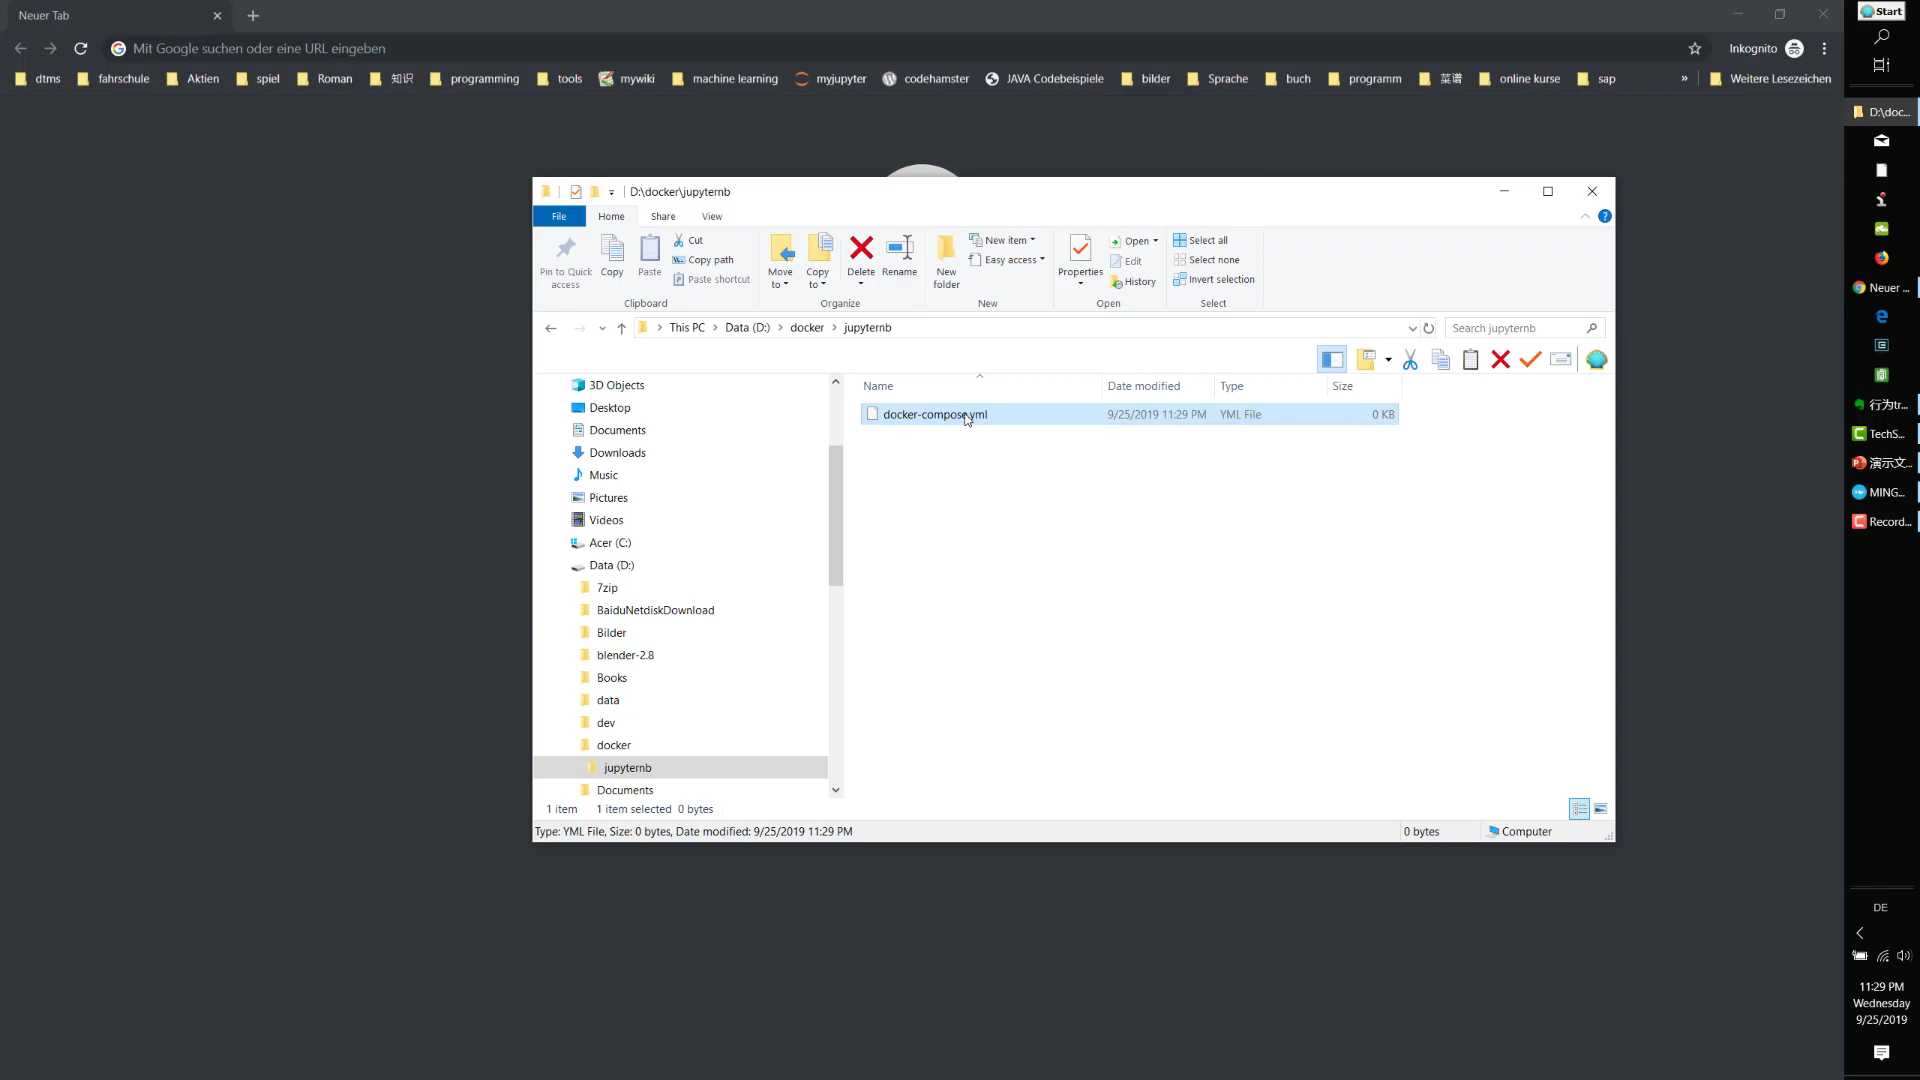 Neuer Tab
Mit Google suchen oder eine URL eingeben
Inkognito
dtms fahrschule Aktien spiel Roman 知识 programming tools mywiki machine learning myjupyter codehamster JAVA Codebeispiele bilder Sprache buch programm 菜谱 online kurse sap » Weitere Lesezeichen
D:\docker\jupyternb
File Home Share View
Pin to Quick access
Copy
Paste
Cut
Copy path
Paste shortcut
Clipboard
Move to
Copy to
Delete
Rename
Organize
New folder
New item
Easy access
New
Properties
Open
Edit
History
Open
Select all
Select none
Invert selection
Select
This PC > Data (D:) > docker > jupyternb
Search jupyternb
3D Objects
Desktop
Documents
Downloads
Music
Pictures
Videos
Acer (C:)
Data (D:)
7zip
BaiduNetdiskDownload
Bilder
blender-2.8
Books
data
dev
docker
jupyternb
Documents
Name Date modified Type Size
docker-compose.yml 9/25/2019 11:29 PM YML File 0 KB
1 item 1 item selected 0 bytes
Type: YML File, Size: 0 bytes, Date modified: 9/25/2019 11:29 PM
0 bytes
Computer
Start
D:\doc...
Neuer ...
行为tr...
TechS...
演示文...
MING...
Record...
DE
11:29 PM
Wednesday
9/25/2019